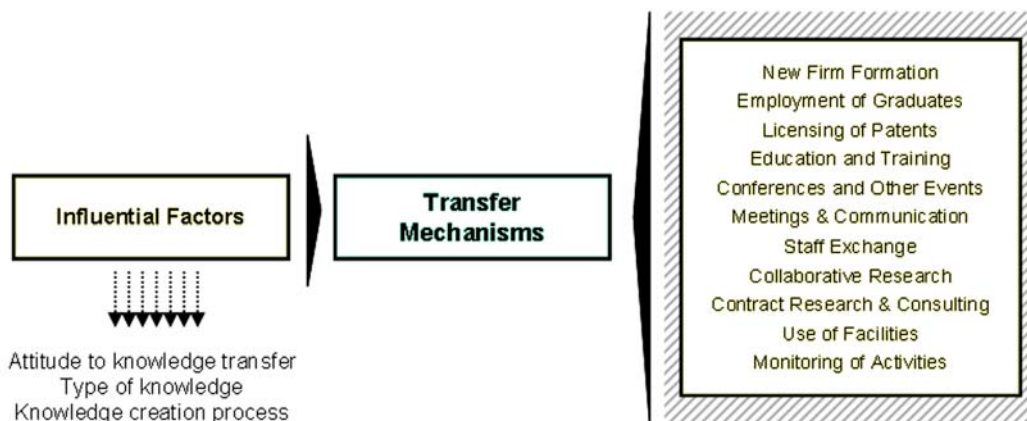 Influential Factors
Attitude to knowledge transfer
Type of knowledge
Knowledge creation process
Transfer
Mechanisms
New Firm Formation
Employment of Graduates
Licensing of Patents
Education and Training
Conferences and Other Events
Meetings & Communication
Staff Exchange
Collaborative Research
Contract Research & Consulting
Use of Facilities
Monitoring of Activities